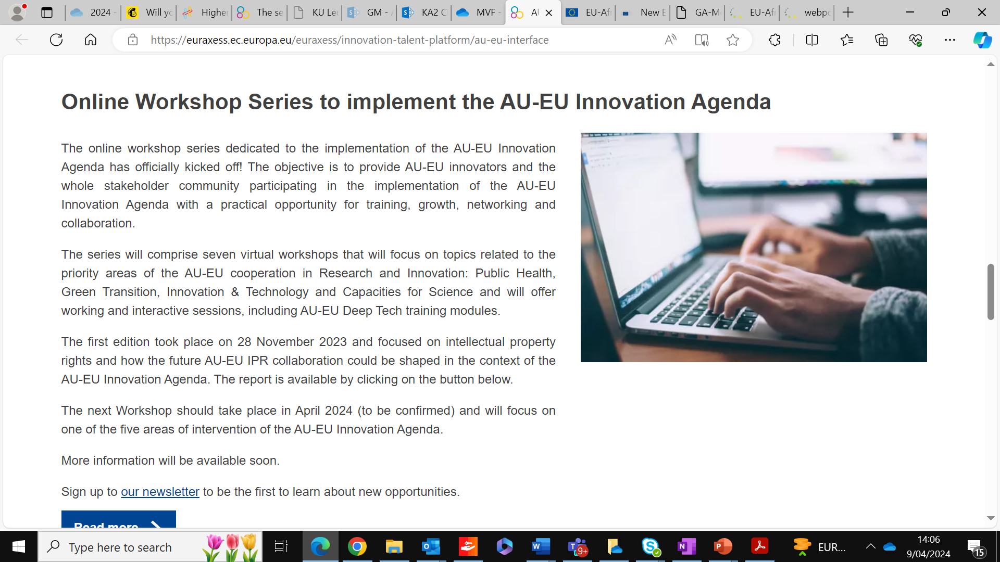 2024 -
Will yo
Higher
The se
KU Leu
GM - A
KA2 C
MVF -
AU
EU-Afr
New E
GA-Me
EU-Afr
webpo
https://euraxess.ec.europa.eu/euraxess/innovation-talent-platform/au-eu-interface
Online Workshop Series to implement the AU-EU Innovation Agenda
The online workshop series dedicated to the implementation of the AU-EU Innovation
Agenda has officially kicked off! The objective is to provide AU-EU innovators and the
whole stakeholder community participating in the implementation of the AU-EU
Innovation Agenda with a practical opportunity for training, growth, networking and
collaboration.
The series will comprise seven virtual workshops that will focus on topics related to the
priority areas of the AU-EU cooperation in Research and Innovation: Public Health,
Green Transition, Innovation & Technology and Capacities for Science and will offer
working and interactive sessions, including AU-EU Deep Tech training modules.
The first edition took place on 28 November 2023 and focused on intellectual property
rights and how the future AU-EU IPR collaboration could be shaped in the context of the
AU-EU Innovation Agenda. The report is available by clicking on the button below.
The next Workshop should take place in April 2024 (to be confirmed) and will focus on
one of the five areas of intervention of the AU-EU Innovation Agenda.
More information will be available soon.
Sign up to our newsletter to be the first to learn about new opportunities.
Read more
Type here to search
9+
EUR...
14:06
9/04/2024
15